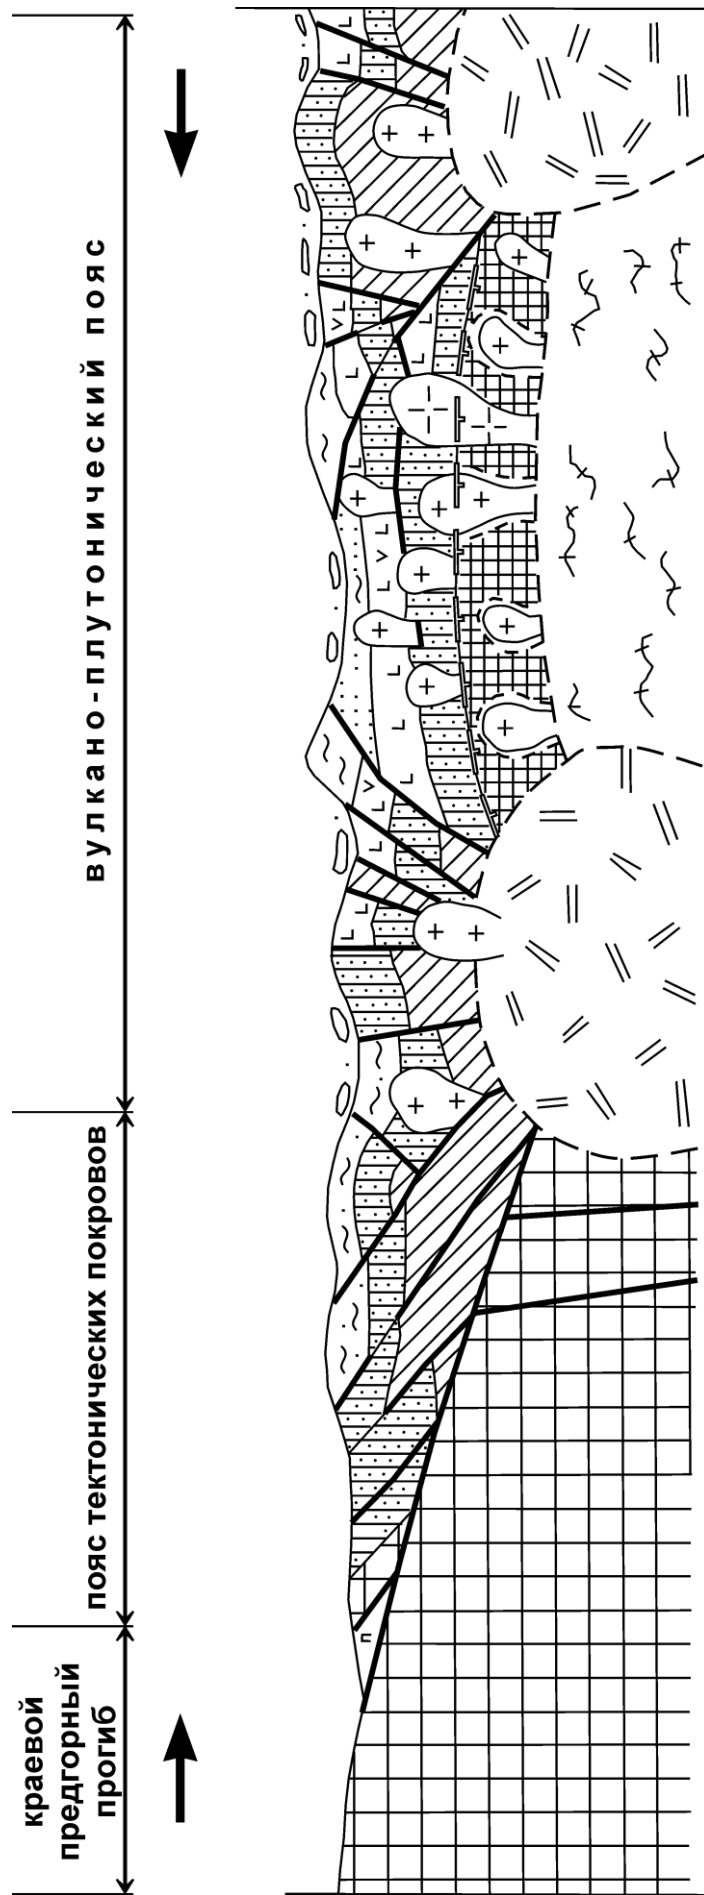 краевой
предгорный
прогиб
пояс тектонических покровов
вулкано-плутонический пояс